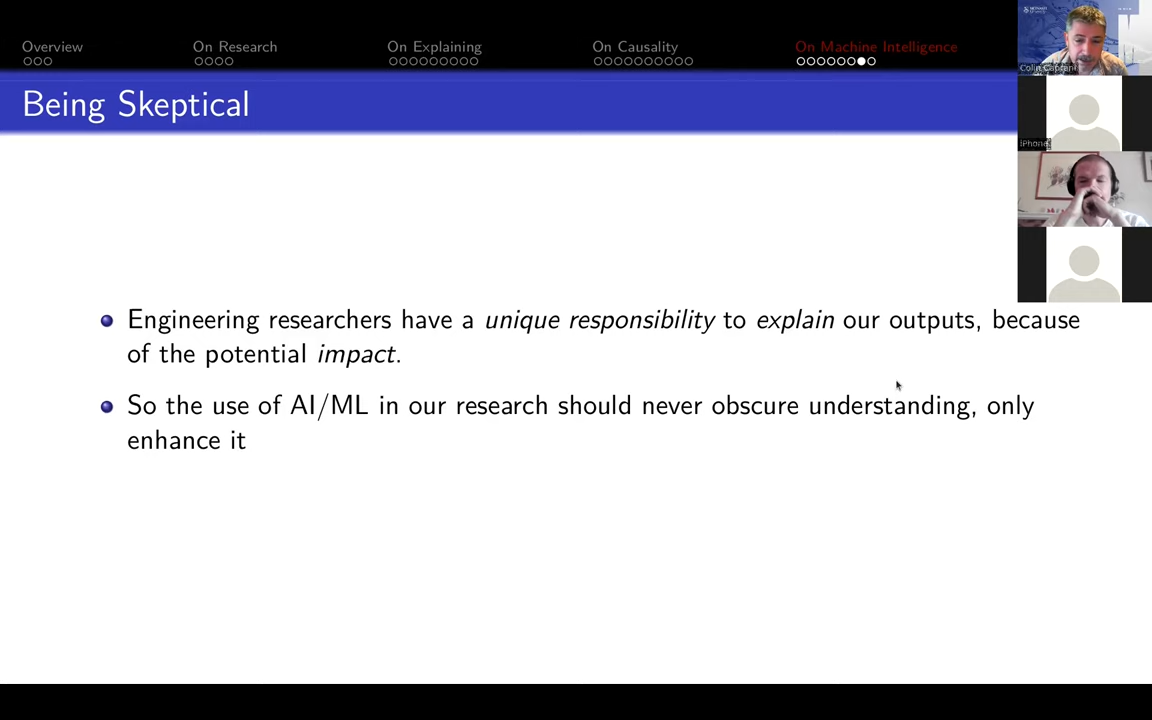 Overview
On Research
On Explaining
On Causality
On Machine Intelligence
Being Skeptical
Engineering researchers have a unique responsibility to explain our outputs, because
of the potential impact.
So the use of AI/ML in our research should never obscure understanding, only
enhance it
Colin Caprani
iPhone